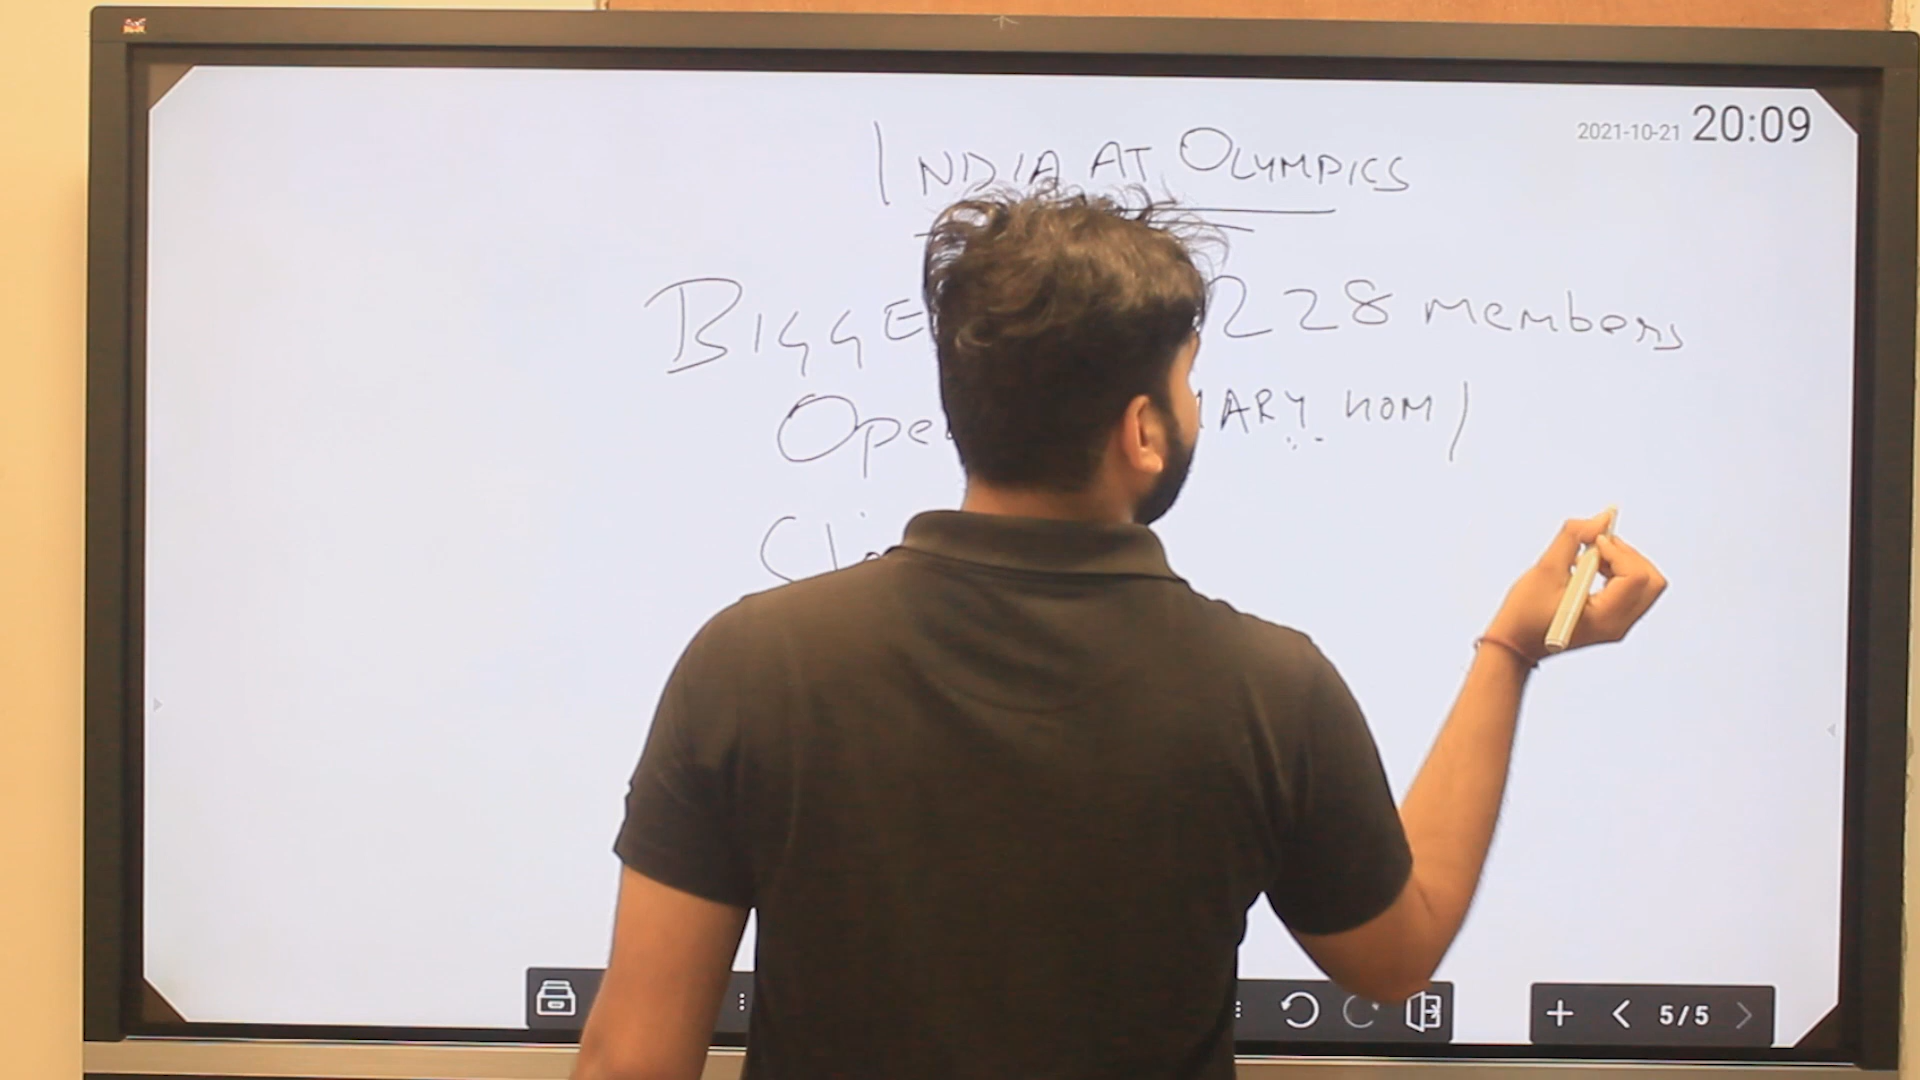 2021-10-21 20:09
INDIA AT OLYMPICS
BIGGE 228 members
Ope ARY KOM
5/5